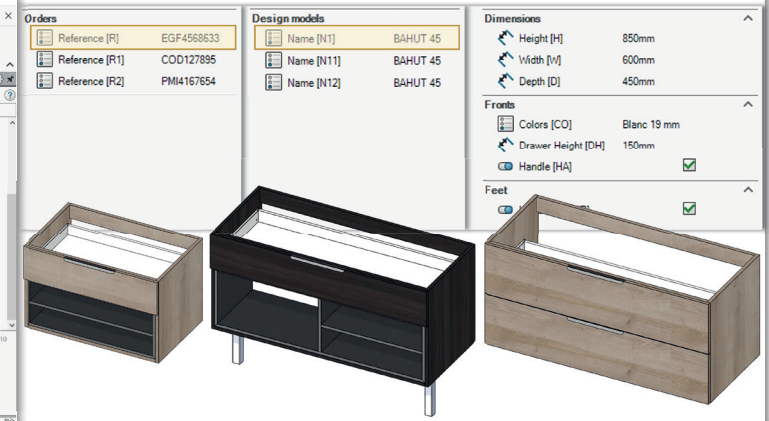 Orders
Reference [R] EGF4568633
Reference [R1] COD127895
Reference [R2] PMI4167654
Design models
Name [N1] BAHUT 45
Name [N11] BAHUT 45
Name [N12] BAHUT 45
Dimensions
Height [H] 850mm
Width [W] 600mm
Depth [D] 450mm
Fronts
Colors [CO] Blanc 19 mm
Drawer Height [DH] 150mm
Handle [HA]
Feet
10